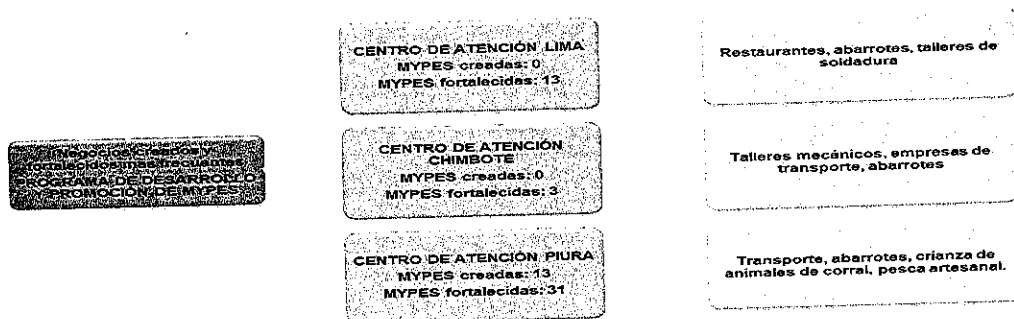 CENTRO DE ATENCIÓN LIMA
MYPES creadas: 0
MYPES fortalecidas: 13
Restaurantes, abarrotes, talleres de
soldadura
Negocios Creados y
fortalecidos mas frecuentes
PROGRAMA DE DESARROLLO
Y PROMOCIÓN DE MYPES
CENTRO DE ATENCIÓN
CHIMBOTE
MYPES creadas: 0
MYPES fortalecidas: 3
Talleres mecánicos, empresas de
transporte, abarrotes
CENTRO DE ATENCIÓN PIURA
MYPES creadas: 13
MYPES fortalecidas: 31
Transporte, abarrotes, crianza de
animales de corral, pesca artesanal.